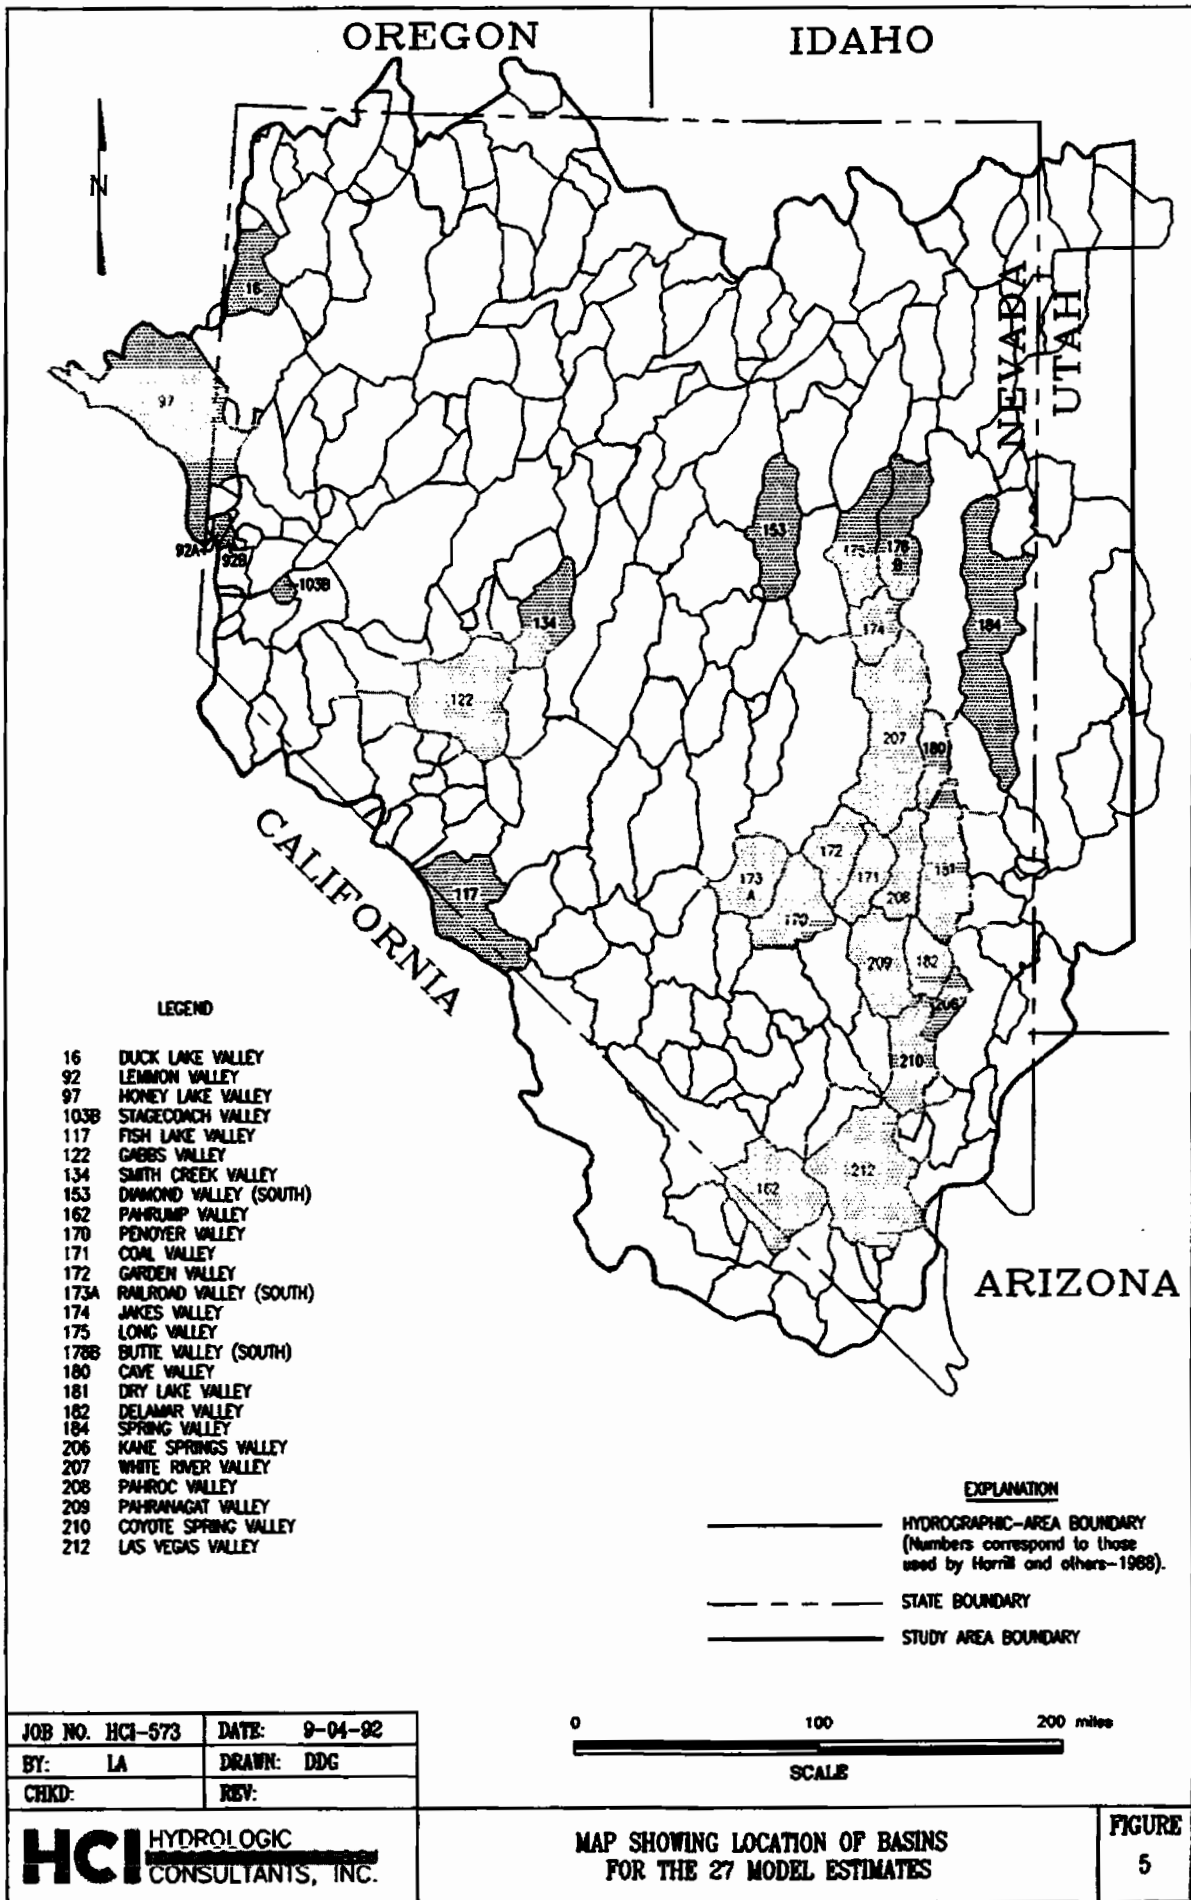 OREGON
IDAHO
N
NEVADA
UTAH
CALIFORNIA
ARIZONA
16
97
92A
92B
103B
153
175
178
B
134
174
184
122
207
180
172
173
A
171
181
208
170
117
209
182
206
210
212
162
LEGEND
16 DUCK LAKE VALLEY
92 LEMMON VALLEY
97 HONEY LAKE VALLEY
103B STAGECOACH VALLEY
117 FISH LAKE VALLEY
122 GABBS VALLEY
134 SMITH CREEK VALLEY
153 DIAMOND VALLEY (SOUTH)
162 PAHRUMP VALLEY
170 PENOYER VALLEY
171 COAL VALLEY
172 GARDEN VALLEY
173A RAILROAD VALLEY (SOUTH)
174 JAKES VALLEY
175 LONG VALLEY
178B BUTTE VALLEY (SOUTH)
180 CAVE VALLEY
181 DRY LAKE VALLEY
182 DELAMAR VALLEY
184 SPRING VALLEY
206 KANE SPRINGS VALLEY
207 WHITE RIVER VALLEY
208 PAHROC VALLEY
209 PAHRANAGAT VALLEY
210 COYOTE SPRING VALLEY
212 LAS VEGAS VALLEY
EXPLANATION
HYDROGRAPHIC-AREA BOUNDARY
(Numbers correspond to those
used by Harrill and others-1988).
STATE BOUNDARY
STUDY AREA BOUNDARY
0 100 200 miles
SCALE
JOB NO. HCI-573 DATE: 9-04-92
BY: LA DRAWN: DDG
CHKD: REV:
HCI HYDROLOGIC
CONSULTANTS, INC.
MAP SHOWING LOCATION OF BASINS
FOR THE 27 MODEL ESTIMATES
FIGURE
5